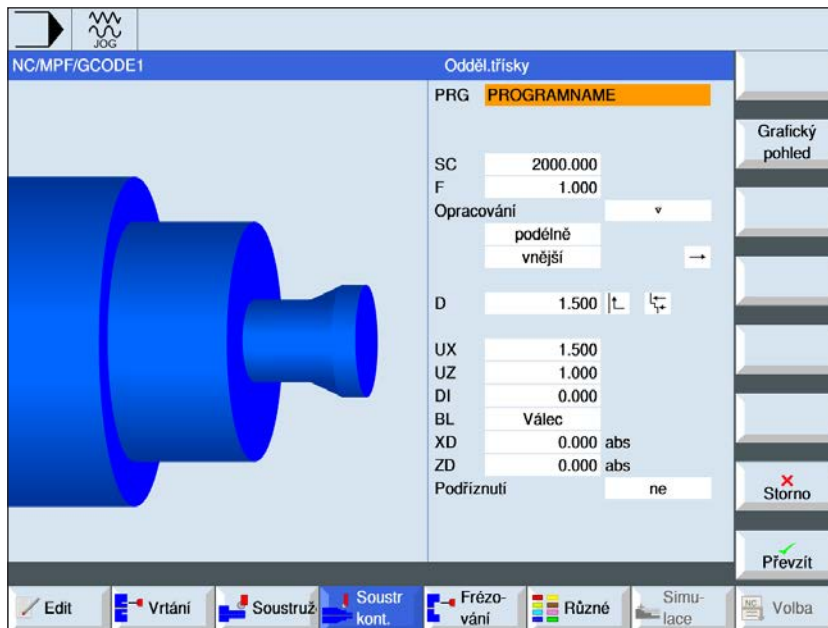 JOG
NC/MPF/GCODE1
Odděl.třísky
PRG PROGRAMNAME
SC 2000.000
F 1.000
Opracování ▿
podélně
vnější →
D 1.500
UX 1.500
UZ 1.000
DI 0.000
BL Válec
XD 0.000 abs
ZD 0.000 abs
Podříznutí ne
Grafický
pohled
Storno
Převzít
Edit
Vrtání
Soustruž
Soustr
kont.
Frézo-
vání
Různé
Simu-
lace
NC
Volba